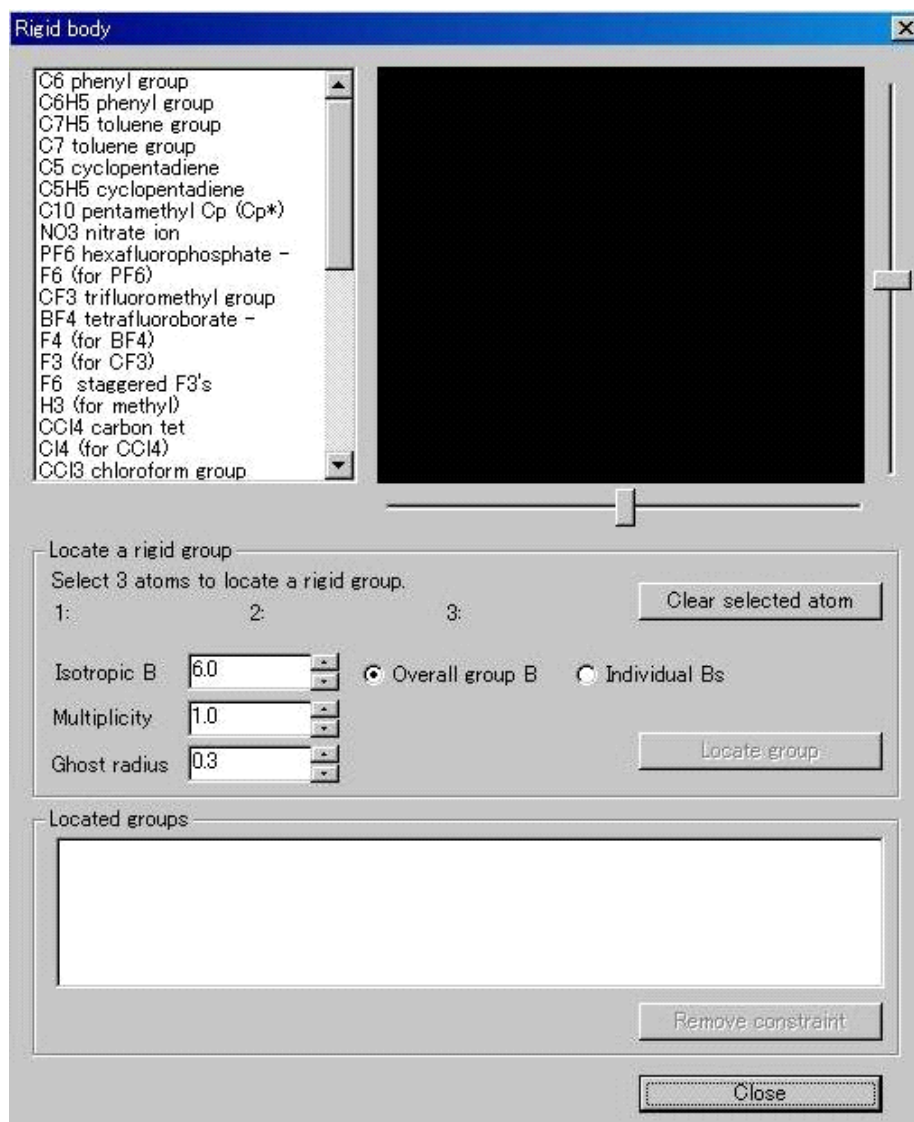 Rigid body
C6 phenyl group
C6H5 phenyl group
C7H5 toluene group
C7 toluene group
C5 cyclopentadiene
C5H5 cyclopentadiene
C10 pentamethyl Cp (Cp*)
NO3 nitrate ion
PF6 hexafluorophosphate -
F6 (for PF6)
CF3 trifluoromethyl group
BF4 tetrafluoroborate -
F4 (for BF4)
F3 (for CF3)
F6  staggered F3's
H3 (for methyl)
CCl4 carbon tet
Cl4 (for CCl4)
CCl3 chloroform group
Locate a rigid group
Select 3 atoms to locate a rigid group.
1: 2: 3: Clear selected atom
Isotropic B 6.0 Overall group B Individual Bs
Multiplicity 1.0
Ghost radius 0.3 Locate group
Located groups
Remove constraint
Close